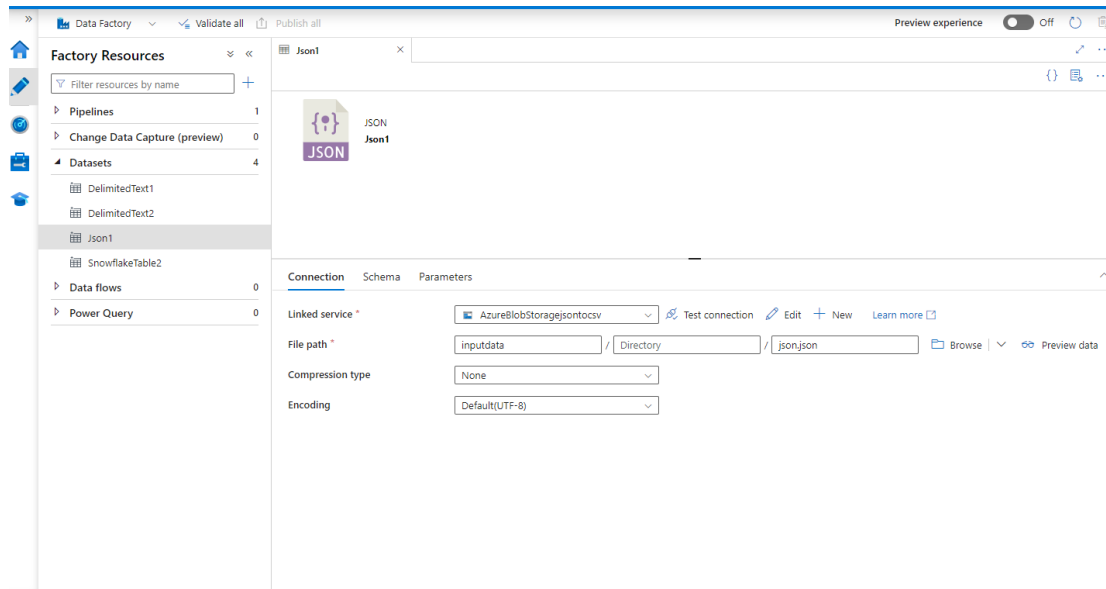 »
Data Factory
Validate all
Publish all
Preview experience
Off
Factory Resources
«
Filter resources by name
Pipelines
1
Change Data Capture (preview)
0
Datasets
4
DelimitedText1
DelimitedText2
Json1
SnowflakeTable2
Data flows
0
Power Query
0
Json1
{ }
JSON
JSON
Json1
Connection
Schema
Parameters
Linked service *
AzureBlobStoragejsontocsv
Test connection
Edit
New
Learn more
File path *
inputdata
/
Directory
/
json.json
Browse
Preview data
Compression type
None
Encoding
Default(UTF-8)